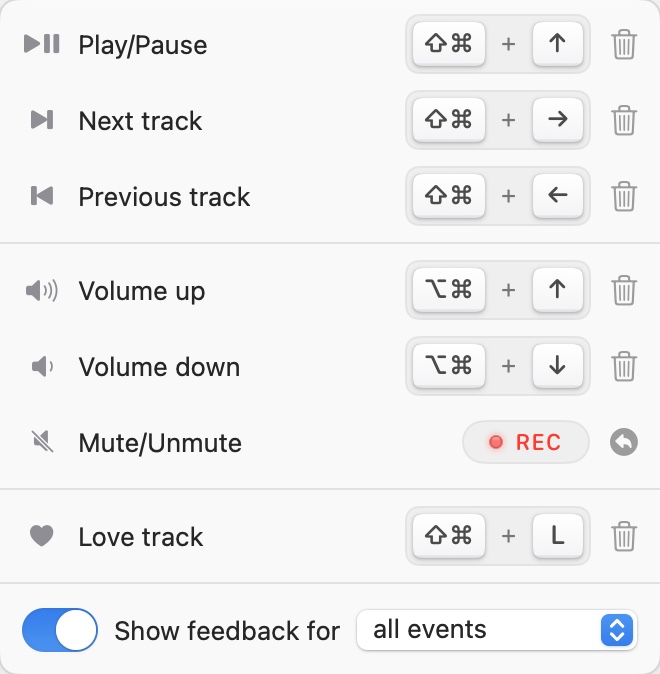 Play/Pause ⇧⌘ + ↑
Next track ⇧⌘ + →
Previous track ⇧⌘ + ←
Volume up ⌥⌘ + ↑
Volume down ⌥⌘ + ↓
Mute/Unmute REC
Love track ⇧⌘ + L
Show feedback for all events